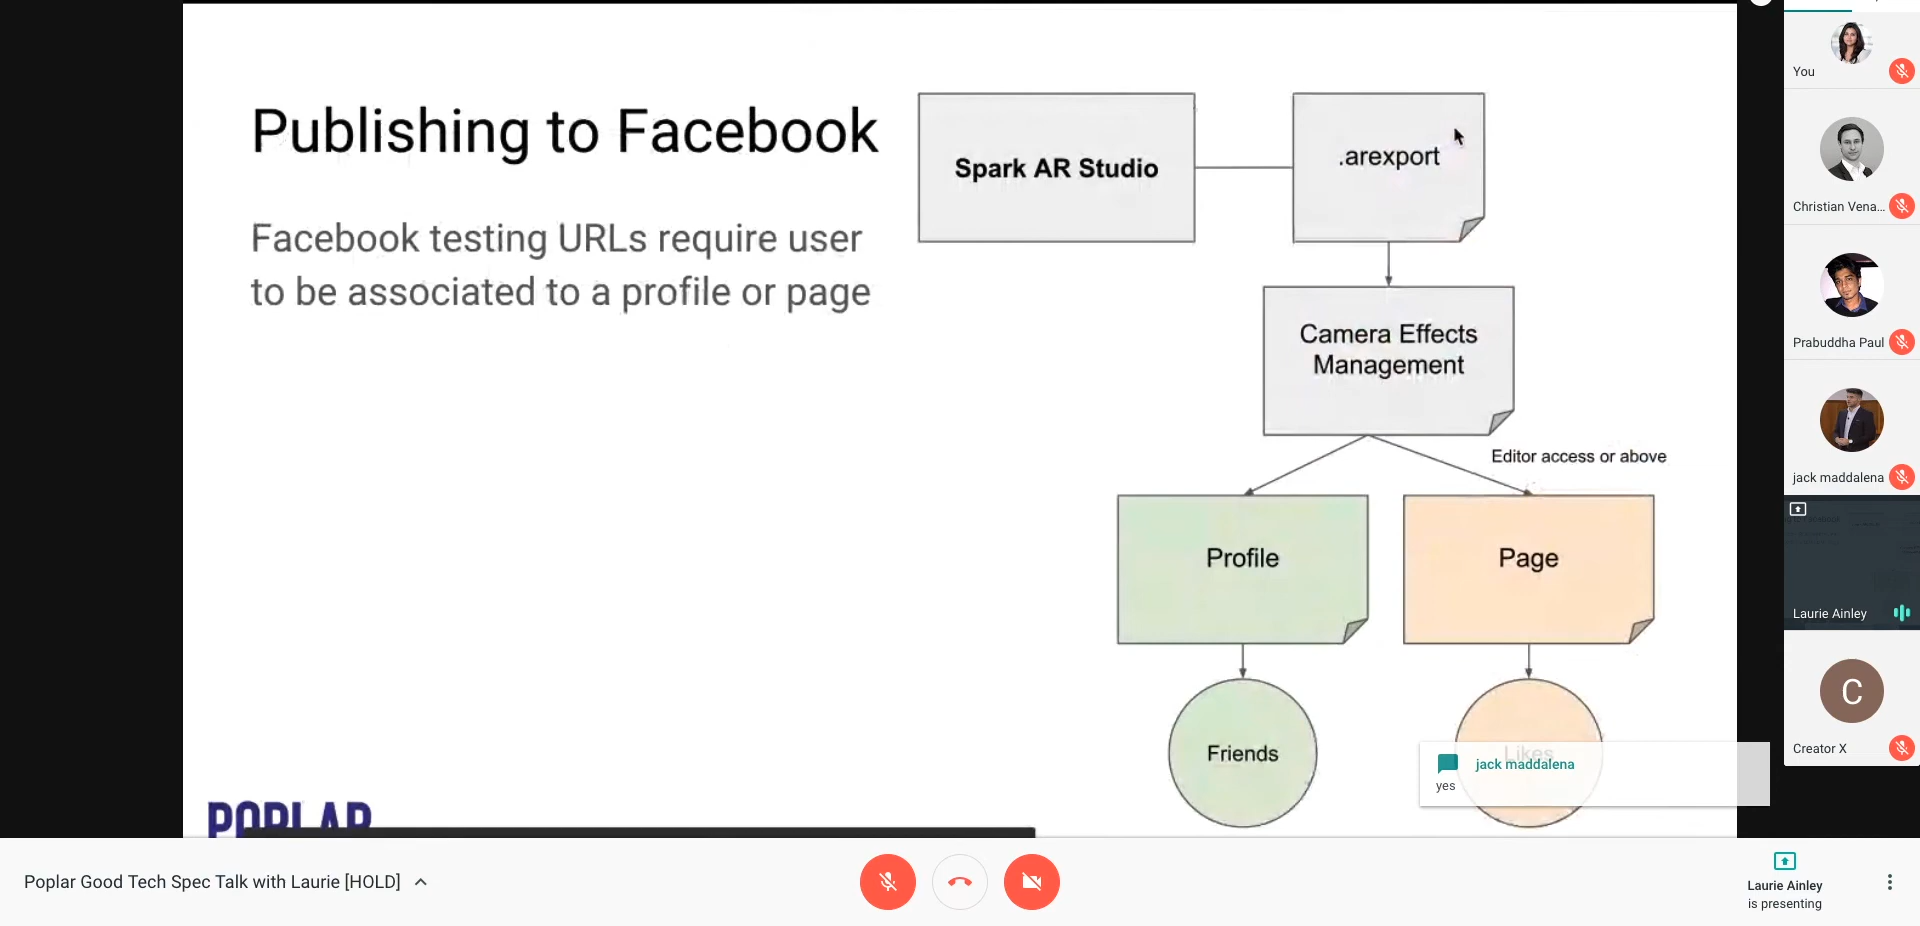 Publishing to Facebook
Facebook testing URLs require user
to be associated to a profile or page
Spark AR Studio
.arexport
Camera Effects
Management
Editor access or above
Profile
Page
Friends
Likes
jack maddalena
yes
POPLAR
You
Christian Vena...
Prabuddha Paul
jack maddalena
Laurie Ainley
C
Creator X
Poplar Good Tech Spec Talk with Laurie [HOLD]
Laurie Ainley
is presenting